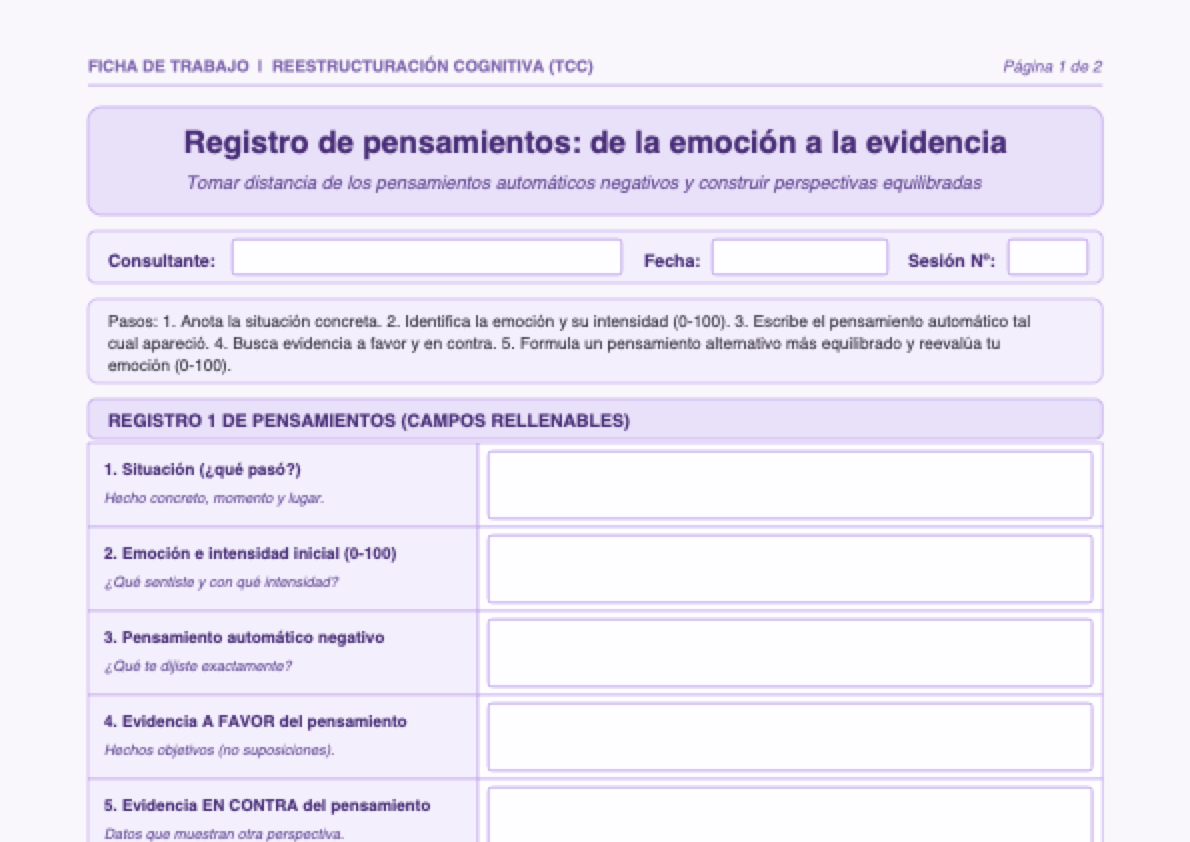 FICHA DE TRABAJO | REESTRUCTURACIÓN COGNITIVA (TCC)
Página 1 de 2
Registro de pensamientos: de la emoción a la evidencia
Tomar distancia de los pensamientos automáticos negativos y construir perspectivas equilibradas
Consultante: Fecha: Sesión Nº:
Pasos: 1. Anota la situación concreta. 2. Identifica la emoción y su intensidad (0-100). 3. Escribe el pensamiento automático tal
cual apareció. 4. Busca evidencia a favor y en contra. 5. Formula un pensamiento alternativo más equilibrado y reevalúa tu
emoción (0-100).
REGISTRO 1 DE PENSAMIENTOS (CAMPOS RELLENABLES)
1. Situación (¿qué pasó?)
Hecho concreto, momento y lugar.
2. Emoción e intensidad inicial (0-100)
¿Qué sentiste y con qué intensidad?
3. Pensamiento automático negativo
¿Qué te dijiste exactamente?
4. Evidencia A FAVOR del pensamiento
Hechos objetivos (no suposiciones).
5. Evidencia EN CONTRA del pensamiento
Datos que muestran otra perspectiva.